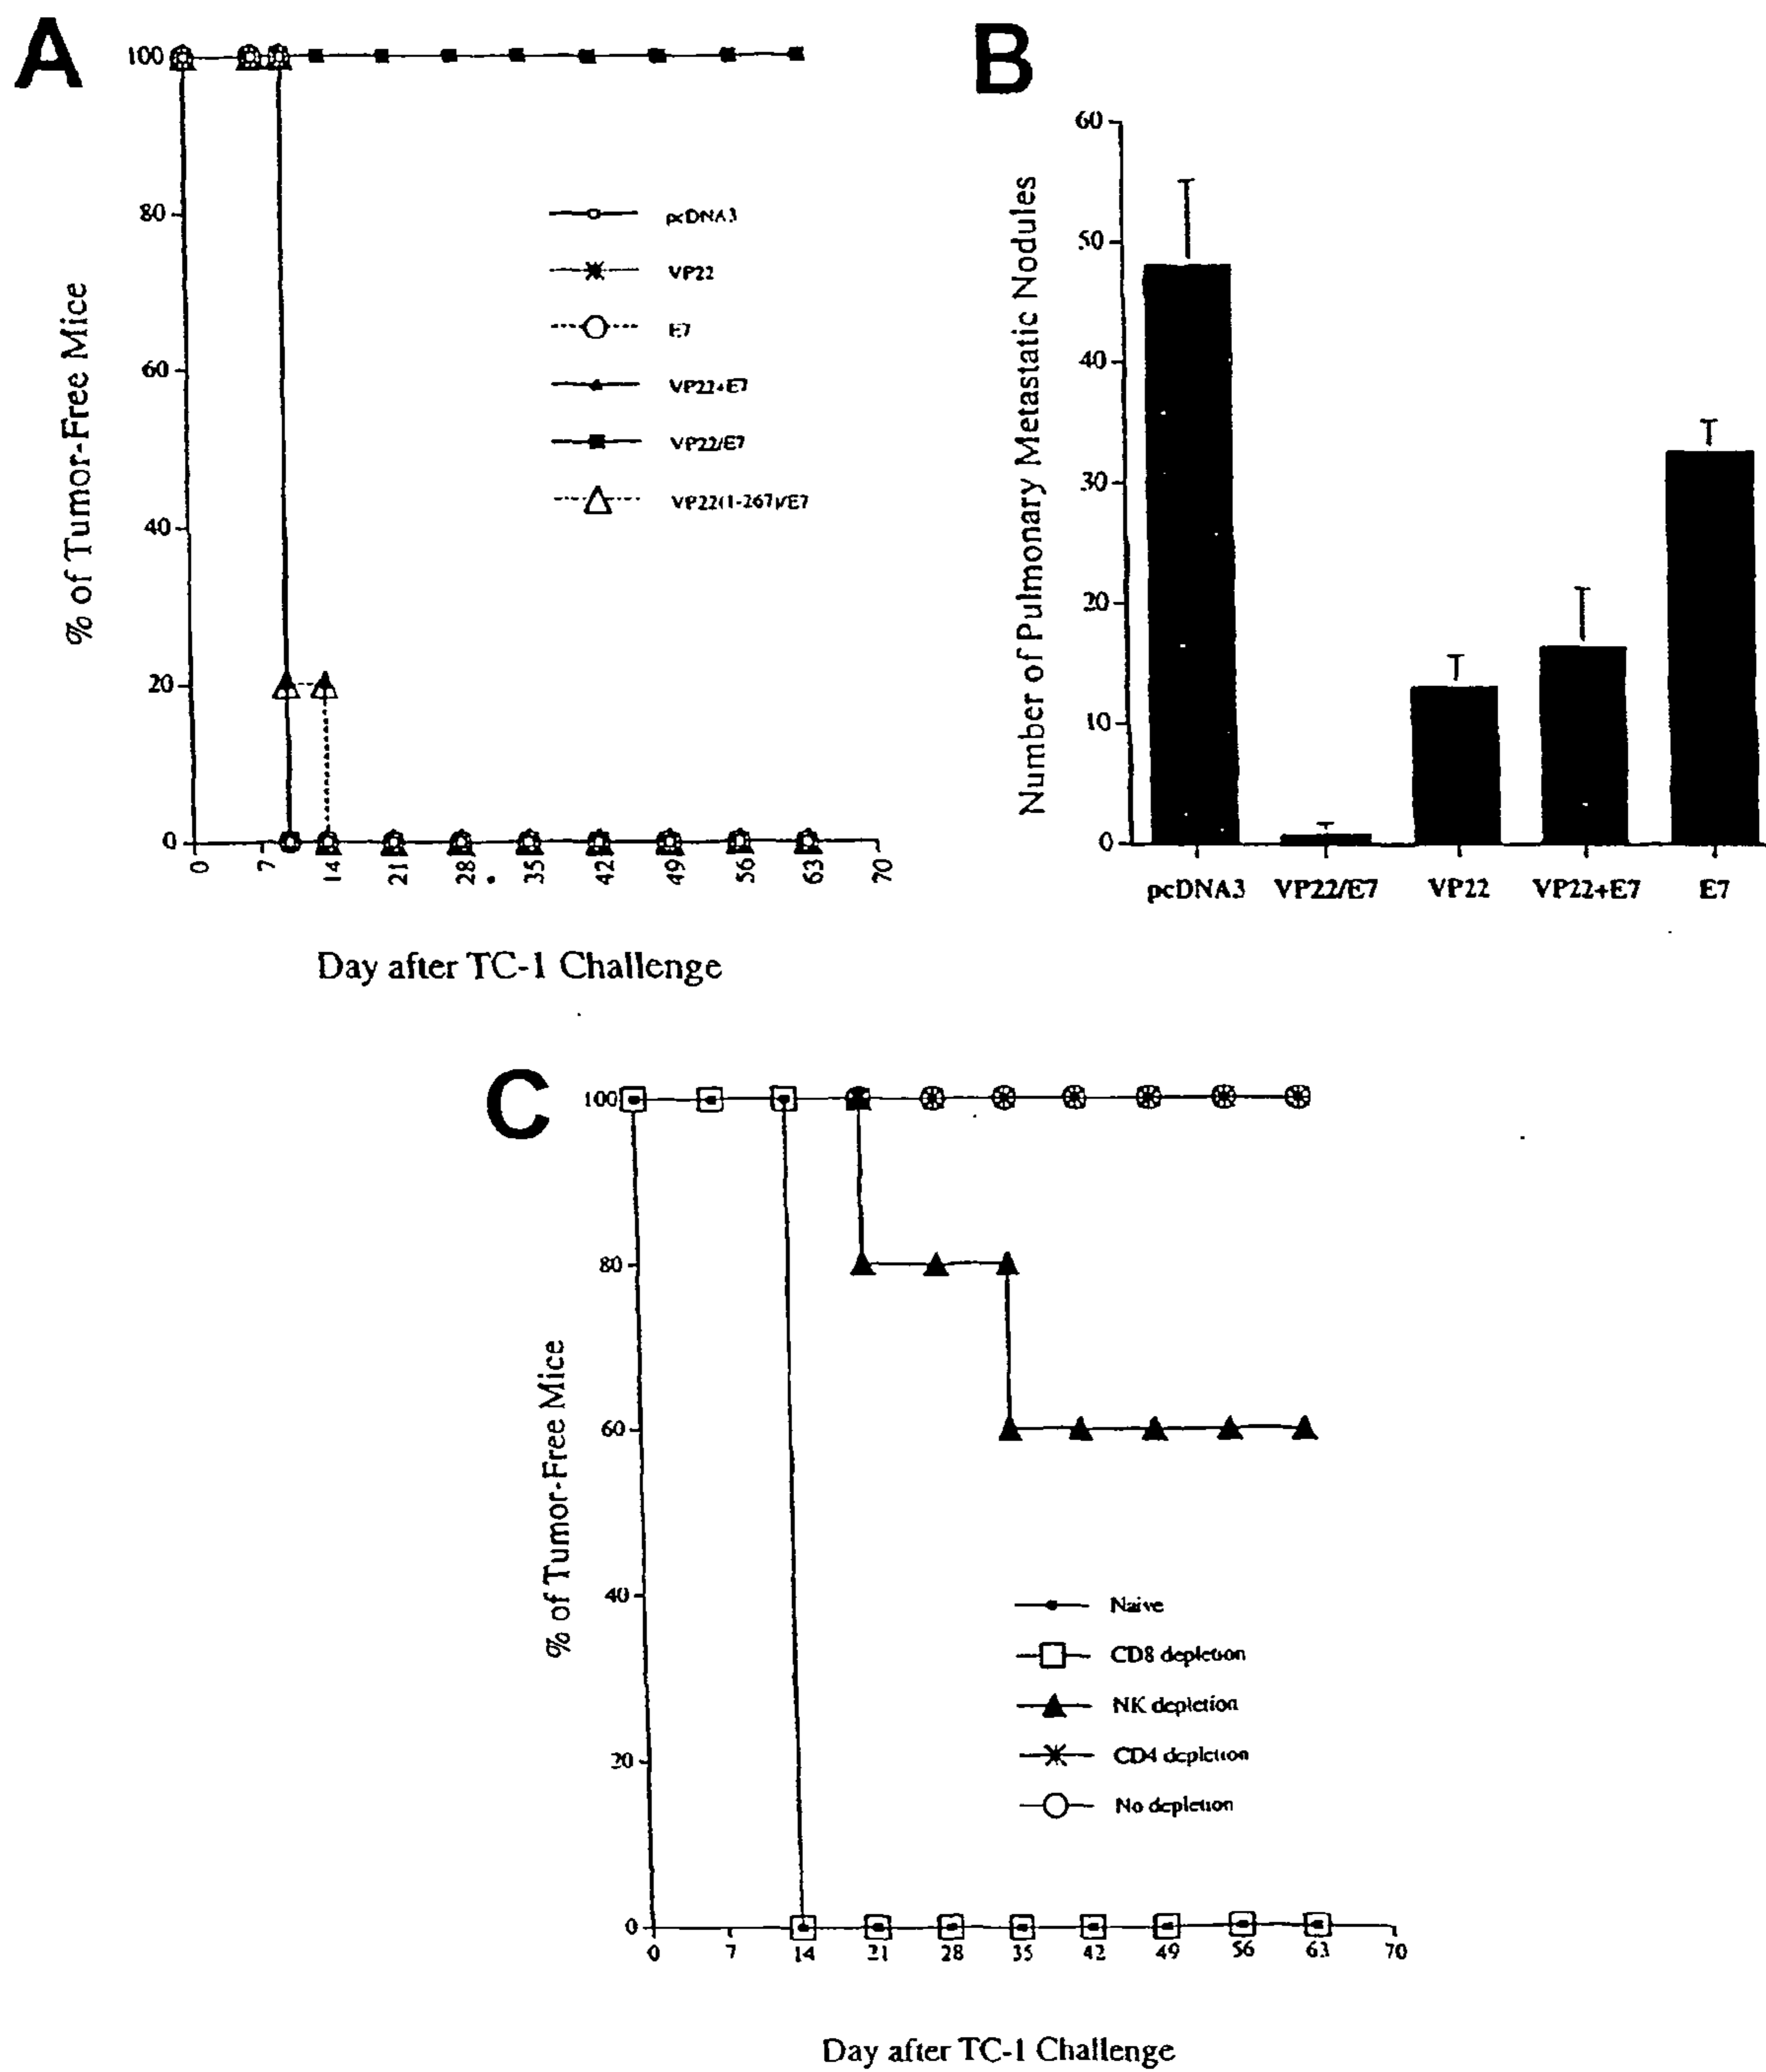 A
% of Tumor-Free Mice
100
80
60
40
20
0
0 7 14 21 28 35 42 49 56 63 70
Day after TC-1 Challenge
pcDNA3
VP22
E7
VP22+E7
VP22/E7
VP22(1-267)/E7
B
Number of Pulmonary Metastatic Nodules
60
50
40
30
20
10
0
pcDNA3 VP22/E7 VP22 VP22+E7 E7
C
% of Tumor-Free Mice
100
80
60
40
20
0
0 7 14 21 28 35 42 49 56 63 70
Day after TC-1 Challenge
Naive
CD8 depletion
NK depletion
CD4 depletion
No depletion